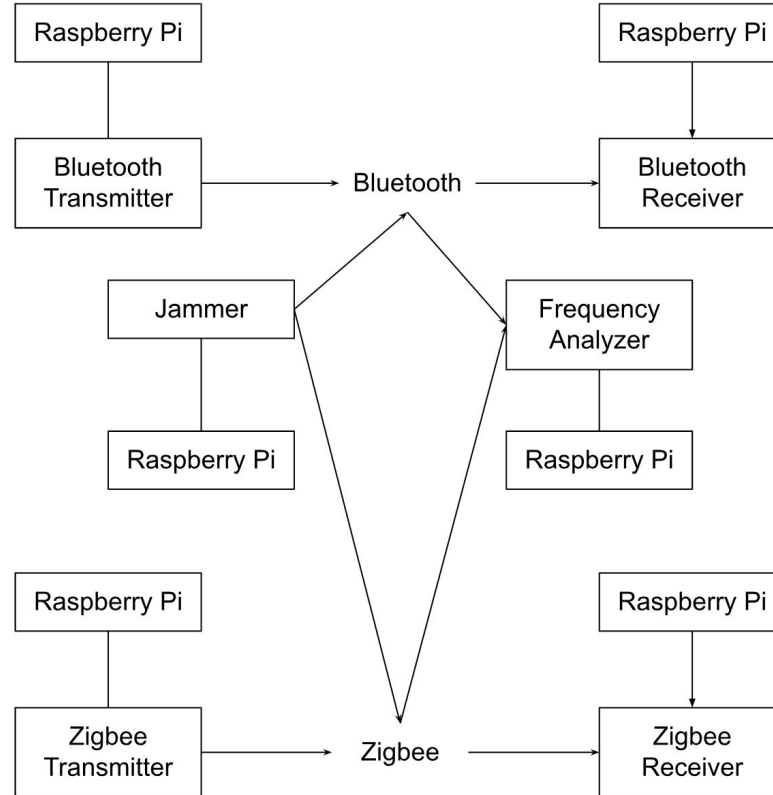 Raspberry Pi
Raspberry Pi
Bluetooth
Transmitter
Bluetooth
Bluetooth
Receiver
Jammer
Frequency
Analyzer
Raspberry Pi
Raspberry Pi
Raspberry Pi
Raspberry Pi
Zigbee
Transmitter
Zigbee
Zigbee
Receiver